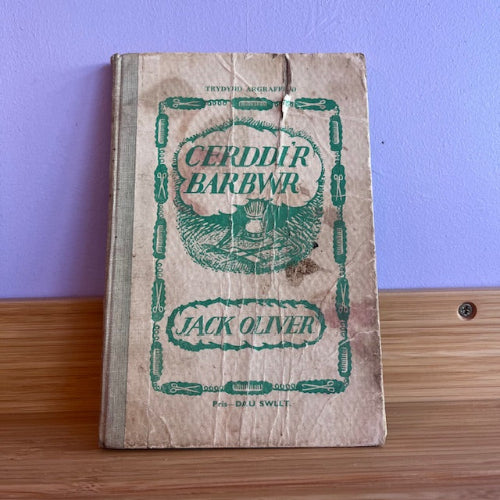 TRYDYDD ARGRAFFIAD
CERDDI'R
BARBWR
JACK OLIVER
Pris—DAU SWLLT.